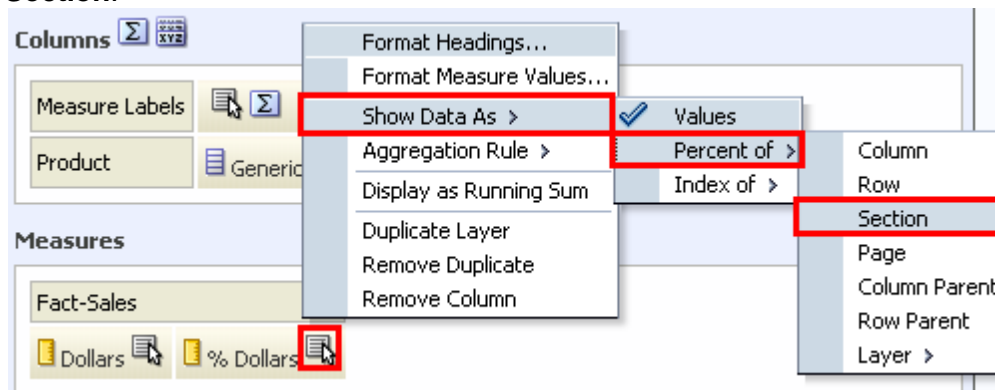 Section.
Columns Σ XYZ
Measure Labels Σ
Product Generic
Measures
Fact-Sales
Dollars % Dollars
Format Headings...
Format Measure Values...
Show Data As >
Aggregation Rule >
Display as Running Sum
Duplicate Layer
Remove Duplicate
Remove Column
Values
Percent of >
Index of >
Column
Row
Section
Page
Column Parent
Row Parent
Layer >